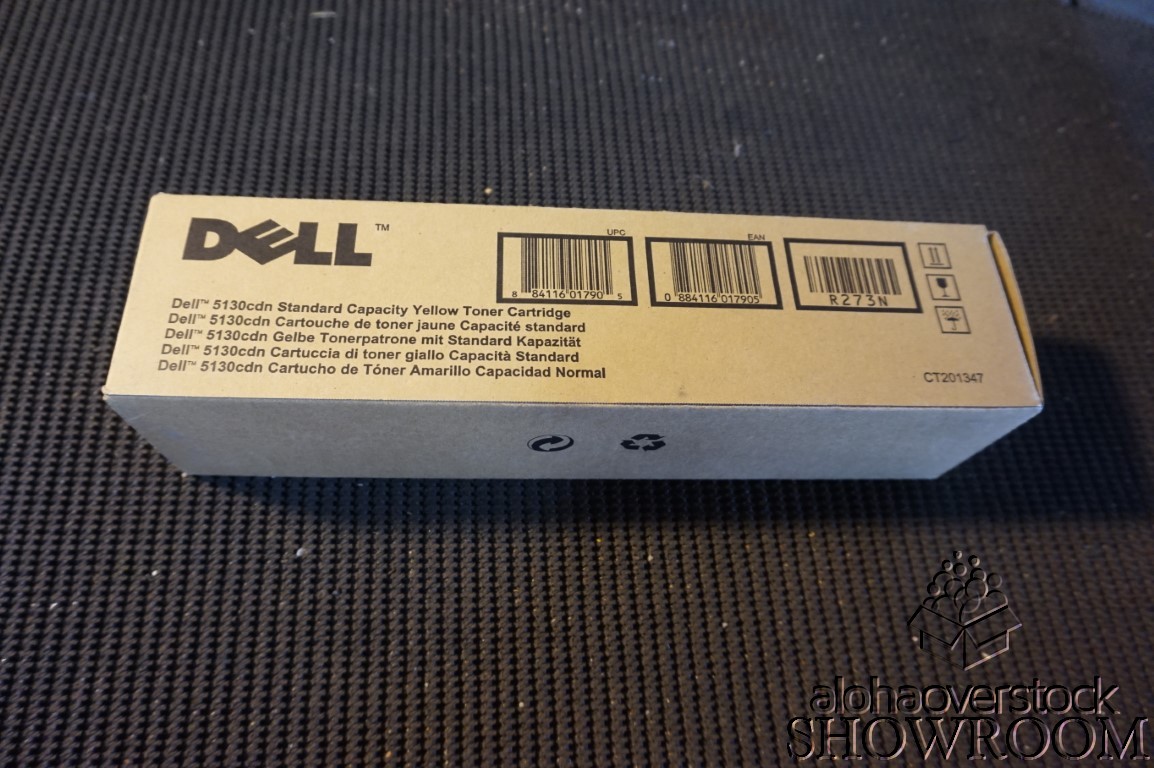 DELL™
UPC
8 84116 01790 5
EAN
0 884116 017905
R273N
Dell™ 5130cdn Standard Capacity Yellow Toner Cartridge
Dell™ 5130cdn Cartouche de toner jaune Capacité standard
Dell™ 5130cdn Gelbe Tonerpatrone mit Standard Kapazität
Dell™ 5130cdn Cartuccia di toner giallo Capacità Standard
Dell™ 5130cdn Cartucho de Tóner Amarillo Capacidad Normal
CT201347
alohaoverstock
SHOWROOM